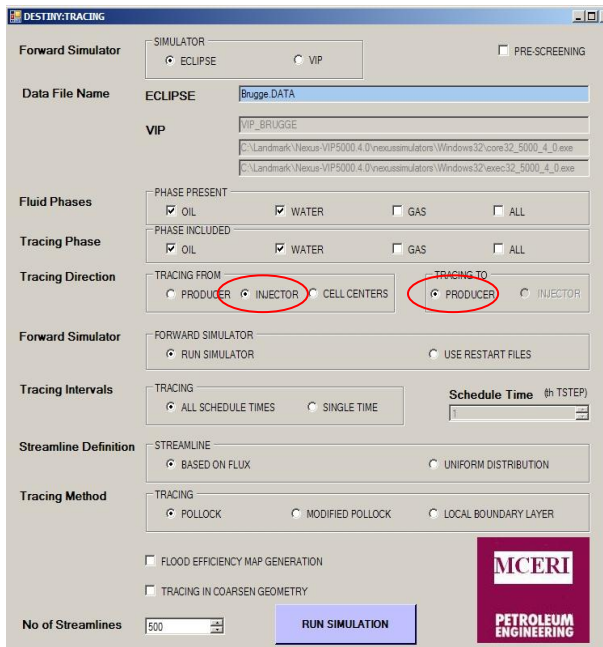 DESTINY:TRACING
Forward Simulator
SIMULATOR
ECLIPSE VIP
PRE-SCREENING
Data File Name
ECLIPSE Brugge.DATA
VIP VIP_BRUGGE
C:\Landmark\Nexus-VIP5000.4.0\nexussimulators\Windows32\core32_5000_4_0.exe
C:\Landmark\Nexus-VIP5000.4.0\nexussimulators\Windows32\exec32_5000_4_0.exe
Fluid Phases
PHASE PRESENT
OIL WATER GAS ALL
Tracing Phase
PHASE INCLUDED
OIL WATER GAS ALL
Tracing Direction
TRACING FROM
PRODUCER INJECTOR CELL CENTERS
TRACING TO
PRODUCER INJECTOR
Forward Simulator
FORWARD SIMULATOR
RUN SIMULATOR USE RESTART FILES
Tracing Intervals
TRACING
ALL SCHEDULE TIMES SINGLE TIME
Schedule Time (th TSTEP)
1
Streamline Definition
STREAMLINE
BASED ON FLUX UNIFORM DISTRIBUTION
Tracing Method
TRACING
POLLOCK MODIFIED POLLOCK LOCAL BOUNDARY LAYER
FLOOD EFFICIENCY MAP GENERATION
TRACING IN COARSEN GEOMETRY
No of Streamlines 500
RUN SIMULATION
MCERI
PETROLEUM
ENGINEERING